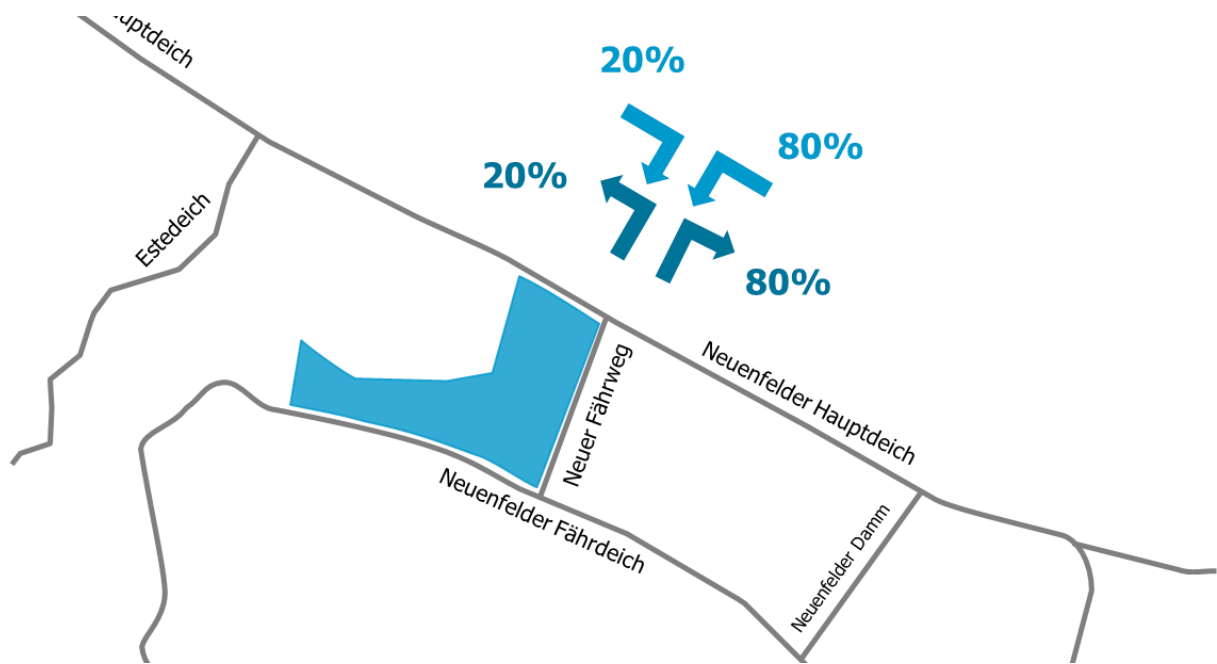 20%
80%
20%
80%
Estedeich
Neuenfelder Hauptdeich
Neuer Fährweg
Neuenfelder Fährdeich
Neuenfelder Damm